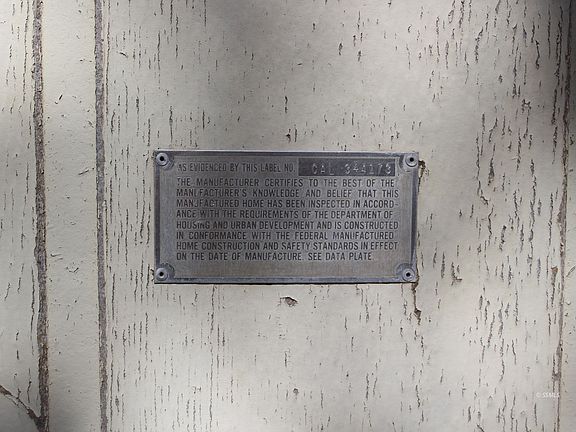 AS EVIDENCED BY THIS LABEL NO. CAL 344179
THE MANUFACTURER CERTIFIES TO THE BEST OF THE
MANUFACTURER'S KNOWLEDGE AND BELIEF THAT THIS
MANUFACTURED HOME HAS BEEN INSPECTED IN ACCORD-
ANCE WITH THE REQUIREMENTS OF THE DEPARTMENT OF
HOUSING AND URBAN DEVELOPMENT AND IS CONSTRUCTED
IN CONFORMANCE WITH THE FEDERAL MANUFACTURED
HOME CONSTRUCTION AND SAFETY STANDARDS IN EFFECT
ON THE DATE OF MANUFACTURE. SEE DATA PLATE.
© SSMLS